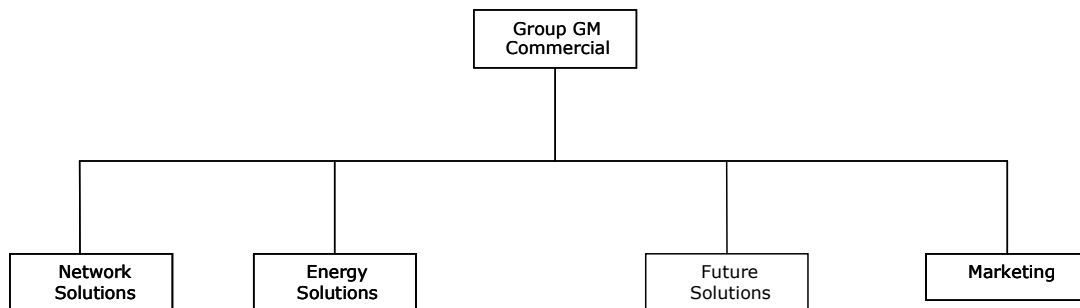 Group GM
Commercial
Network
Solutions
Energy
Solutions
Future
Solutions
Marketing